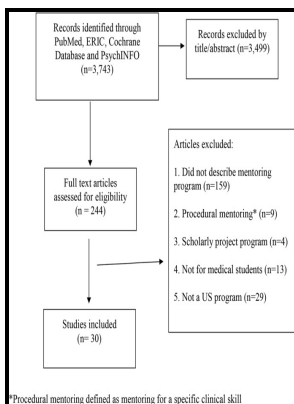 Records identified through
PubMed, ERIC, Cochrane
Database and PsychINFO
(n=3,743)
Records excluded by
title/abstract (n=3,499)
Full text articles
assessed for eligibility
(n = 244)
Articles excluded:
1. Did not describe mentoring
program (n=159)
2. Procedural mentoring* (n=9)
3. Scholarly project program (n=4)
4. Not for medical students (n=13)
5. Not a US program (n=29)
Studies included
(n= 30)
*Procedural mentoring defined as mentoring for a specific clinical skill